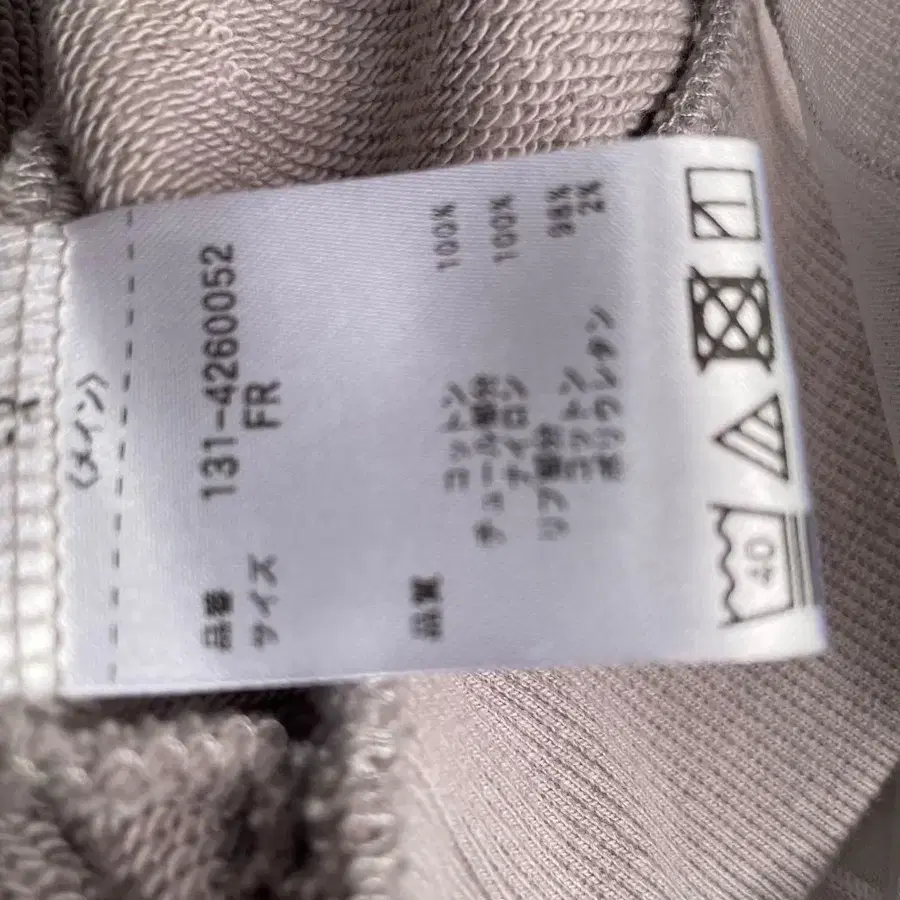 〈メイン〉
品番 131-4260052
サイズ FR
品質
コットン 100%
チュール部分
ナイロン 100%
リブ部分
コットン 98%
ポリウレタン 2%
40